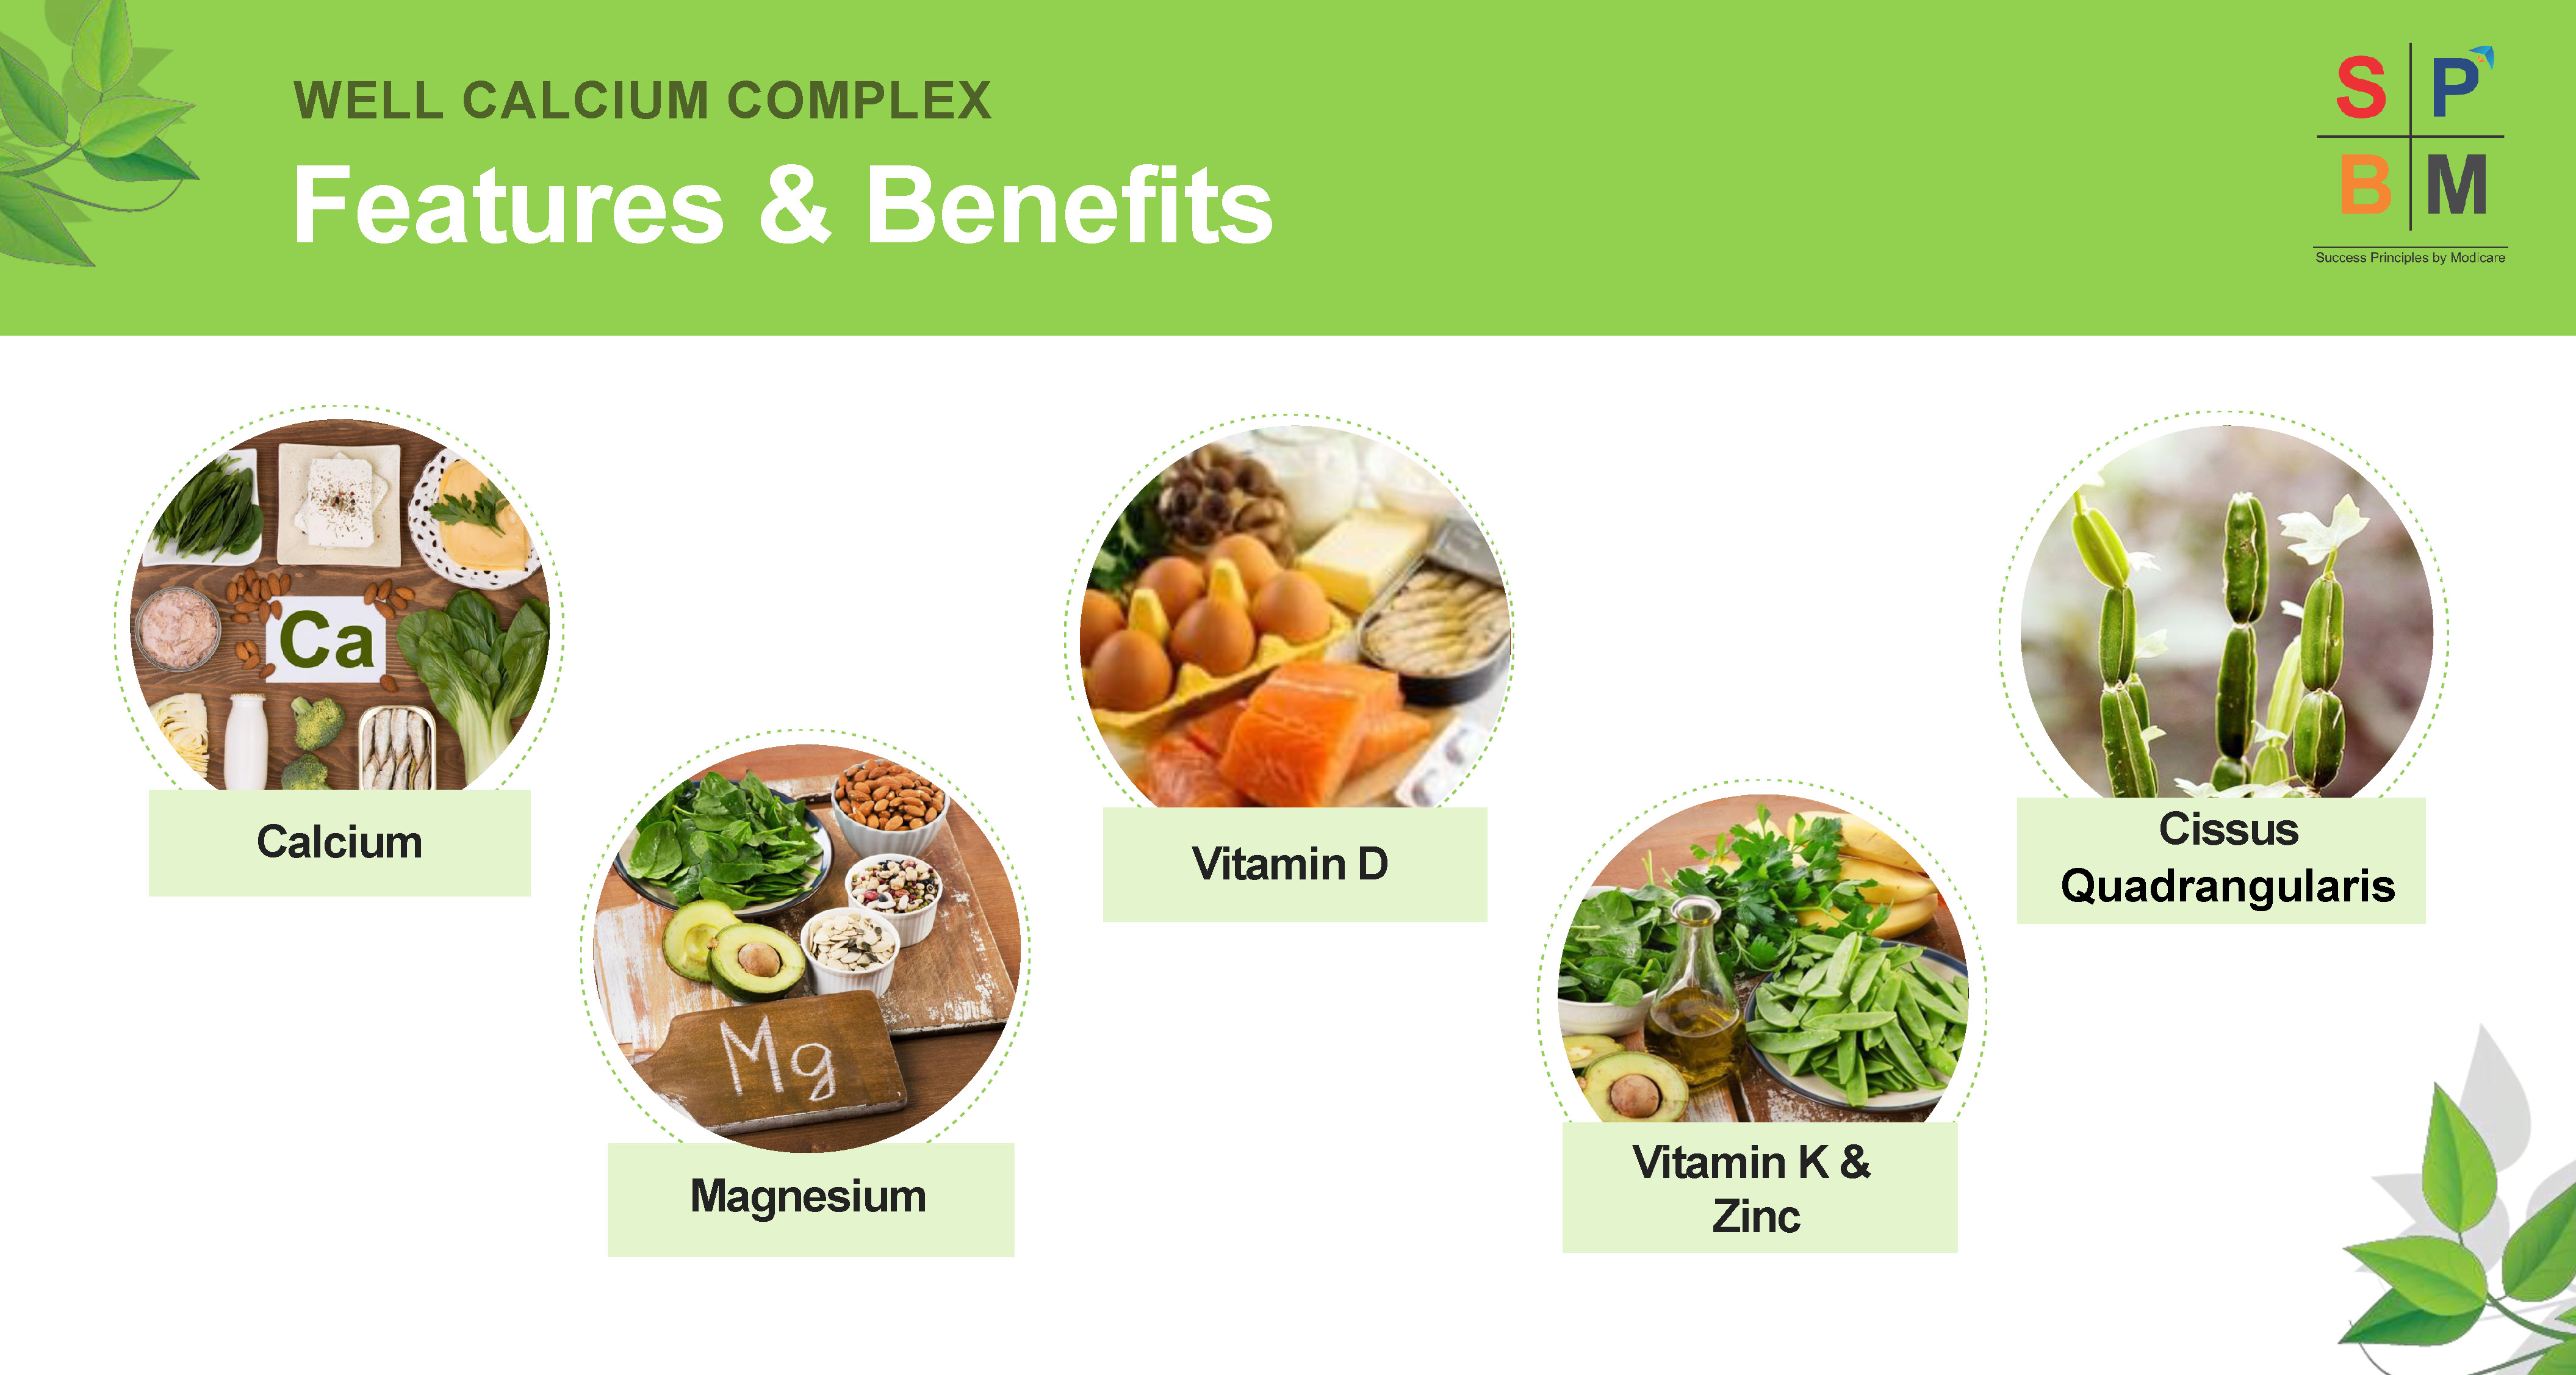 WELL CALCIUM COMPLEX
Features & Benefits
S P
B M
Success Principles by Modicare
Ca
Calcium
Mg
Magnesium
Vitamin D
Vitamin K &
Zinc
Cissus
Quadrangularis